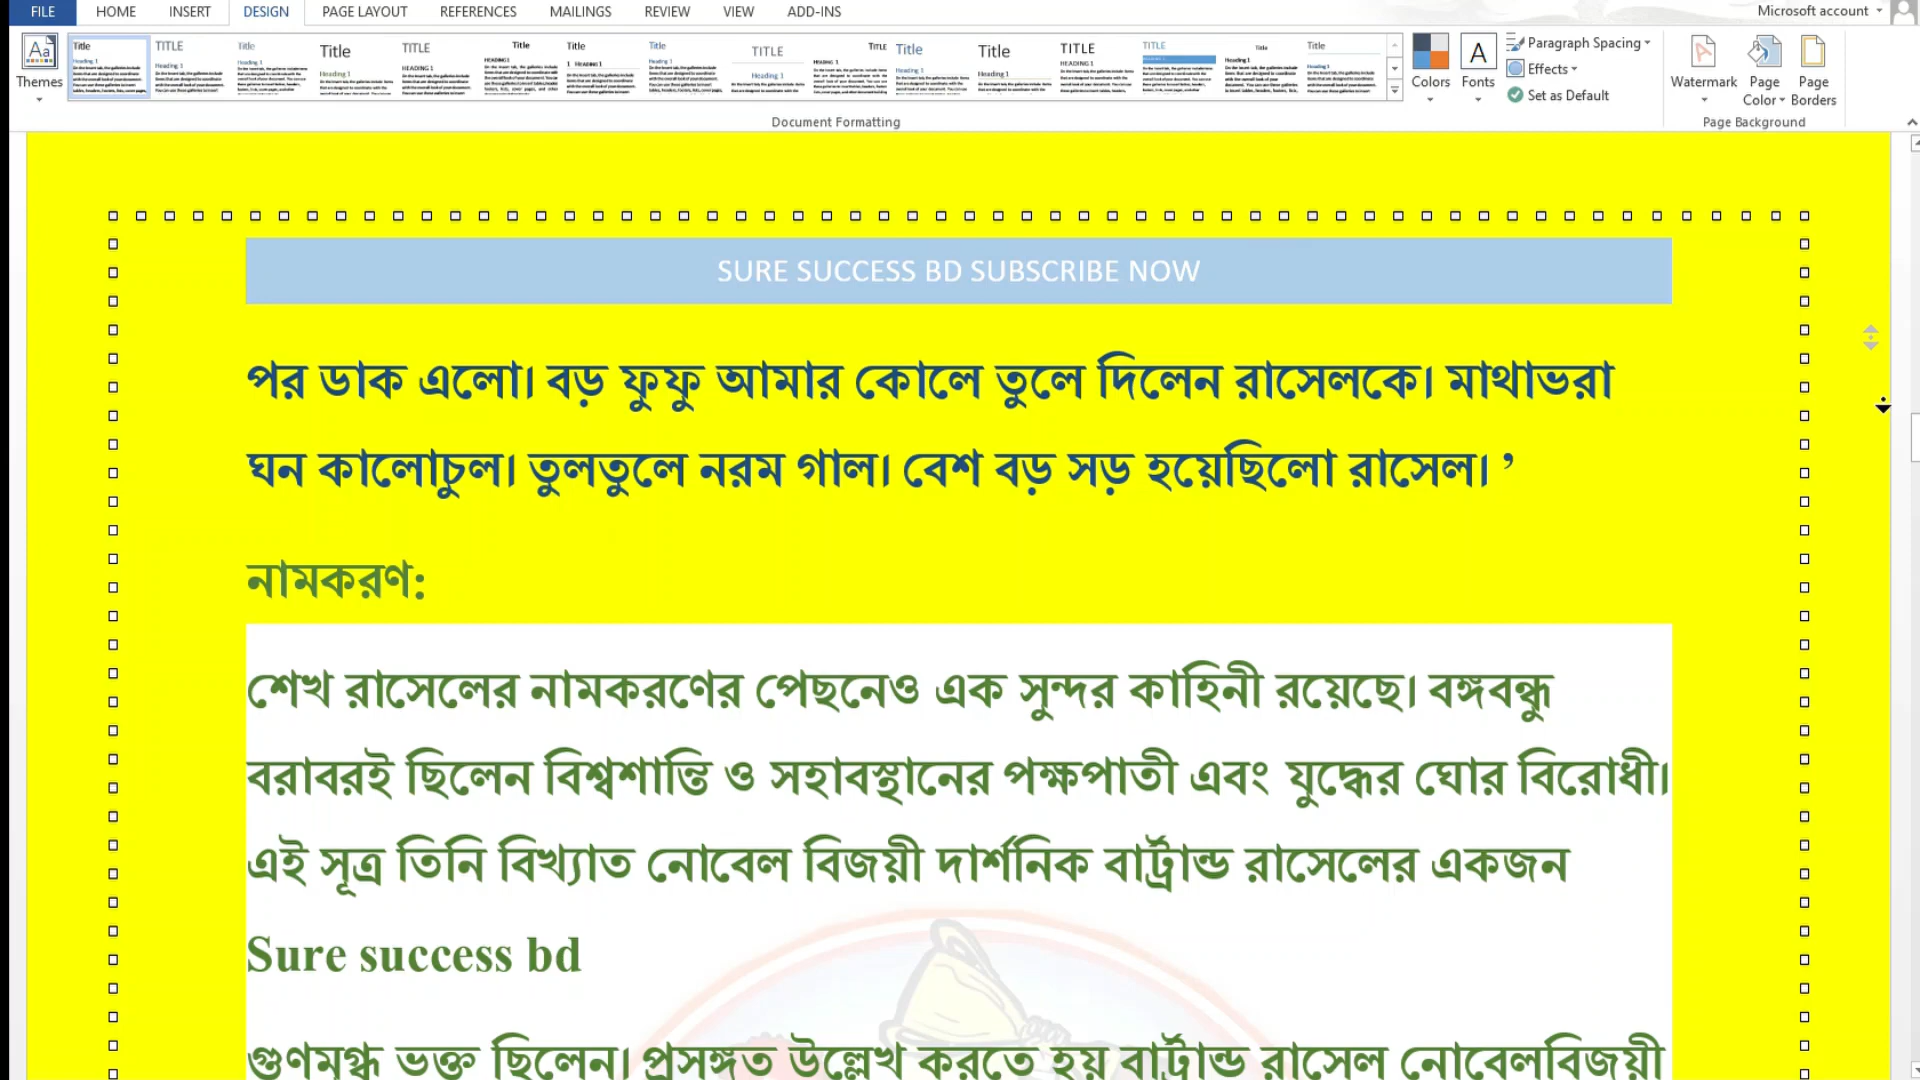 FILE HOME INSERT DESIGN PAGE LAYOUT REFERENCES MAILINGS REVIEW VIEW ADD-INS Microsoft account
Themes
Colors Fonts
Paragraph Spacing
Effects
Set as Default
Watermark Page Color Page Borders
Document Formatting Page Background
SURE SUCCESS BD SUBSCRIBE NOW
পর ডাক এলো। বড় ফুফু আমার কোলে তুলে দিলেন রাসেলকে। মাথাভরা
ঘন কালোচুল। তুলতুলে নরম গাল। বেশ বড় সড় হয়েছিলো রাসেল। ’
নামকরণ:
শেখ রাসেলের নামকরণের পেছনেও এক সুন্দর কাহিনী রয়েছে। বঙ্গবন্ধু
বরাবরই ছিলেন বিশ্বশান্তি ও সহাবস্থানের পক্ষপাতী এবং যুদ্ধের ঘোর বিরোধী।
এই সূত্র তিনি বিখ্যাত নোবেল বিজয়ী দার্শনিক বার্ট্রান্ড রাসেলের একজন
Sure success bd
গুণমুগ্ধ ভক্ত ছিলেন। প্রসঙ্গত উল্লেখ করতে হয় বার্ট্রান্ড রাসেল নোবেলবিজয়ী